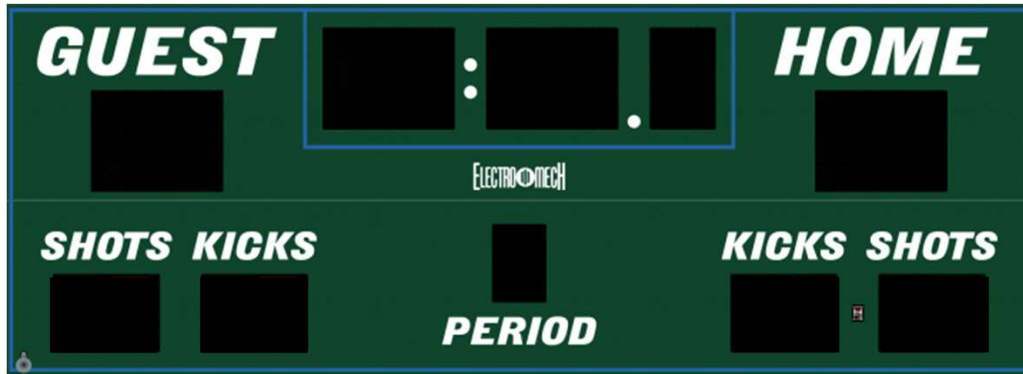 GUEST
HOME
:
.
ELECTRO-MECH
SHOTS KICKS
KICKS SHOTS
PERIOD